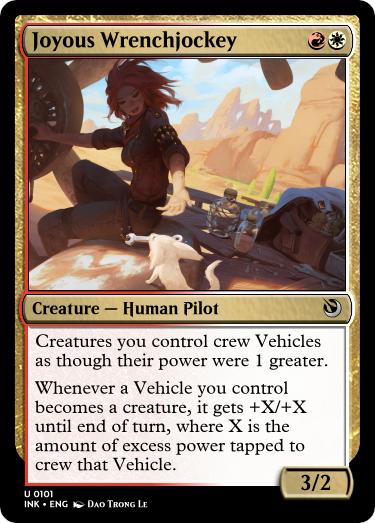 Joyous Wrenchjockey
Creature — Human Pilot
Creatures you control crew Vehicles
as though their power were 1 greater.
Whenever a Vehicle you control
becomes a creature, it gets +X/+X
until end of turn, where X is the
amount of excess power tapped to
crew that Vehicle.
3/2
U 0101
INK • ENG Dao Trong Le